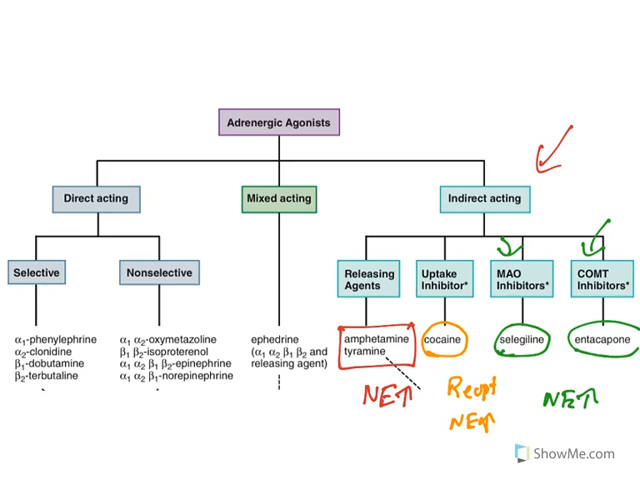 Adrenergic Agonists
Direct acting
Mixed acting
Indirect acting
Selective
Nonselective
Releasing
Agents
Uptake
Inhibitor*
MAO
Inhibitors*
COMT
Inhibitors*
α1-phenylephrine
α2-clonidine
β1-dobutamine
β2-terbutaline
α1 α2-oxymetazoline
β1 β2-isoproterenol
α1 α2 β1 β2-epinephrine
α1 α2 β1-norepinephrine
ephedrine
(α1 α2 β1 β2 and
releasing agent)
amphetamine
tyramine
cocaine
selegiline
entacapone
NE↑
Reopt
NE↑
NE↑
ShowMe.com